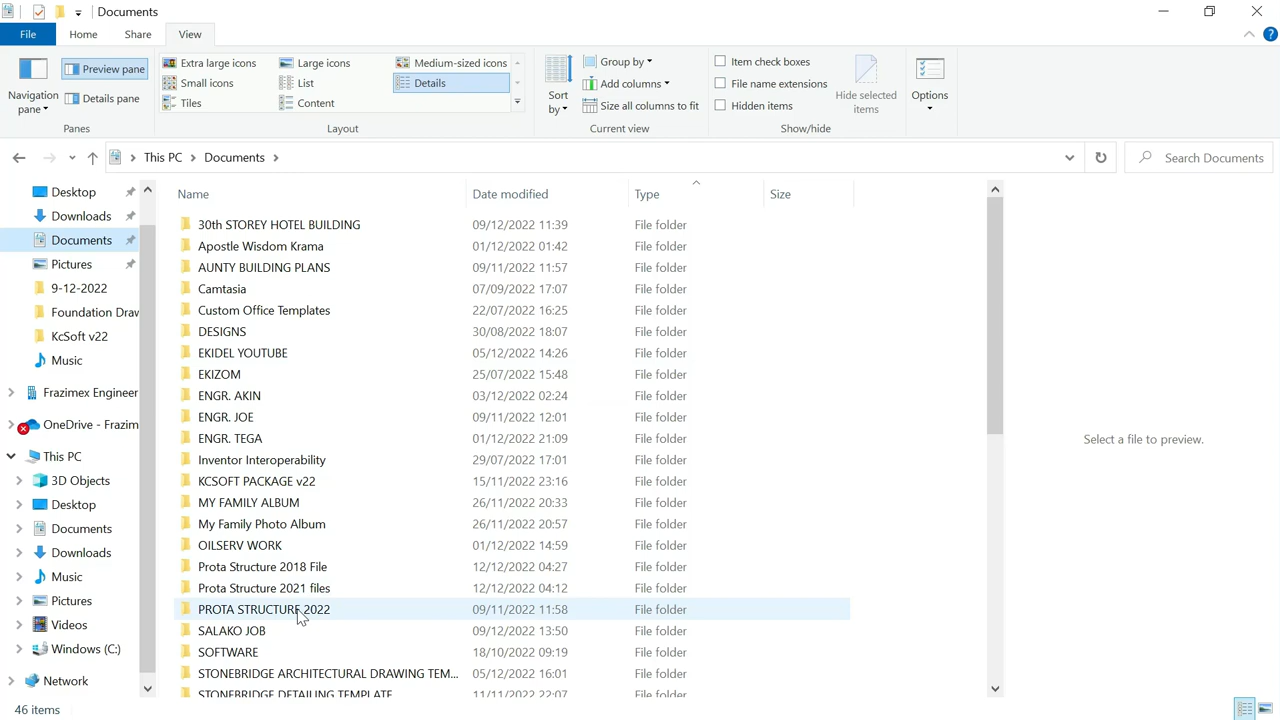 Documents
File Home Share View
Navigation pane
Preview pane
Details pane
Panes
Extra large icons Large icons Medium-sized icons
Small icons List Details
Tiles Content
Layout
Sort by
Group by
Add columns
Size all columns to fit
Current view
Item check boxes
File name extensions
Hidden items
Hide selected items
Show/hide
Options
This PC > Documents >
Search Documents
Desktop
Downloads
Documents
Pictures
9-12-2022
Foundation Draw
KcSoft v22
Music
Frazimex Engineer
OneDrive - Frazim
This PC
3D Objects
Desktop
Documents
Downloads
Music
Pictures
Videos
Windows (C:)
Network
Name Date modified Type Size
30th STOREY HOTEL BUILDING 09/12/2022 11:39 File folder
Apostle Wisdom Krama 01/12/2022 01:42 File folder
AUNTY BUILDING PLANS 09/11/2022 11:57 File folder
Camtasia 07/09/2022 17:07 File folder
Custom Office Templates 22/07/2022 16:25 File folder
DESIGNS 30/08/2022 18:07 File folder
EKIDEL YOUTUBE 05/12/2022 14:26 File folder
EKIZOM 25/07/2022 15:48 File folder
ENGR. AKIN 03/12/2022 02:24 File folder
ENGR. JOE 09/11/2022 12:01 File folder
ENGR. TEGA 01/12/2022 21:09 File folder
Inventor Interoperability 29/07/2022 17:01 File folder
KCSOFT PACKAGE v22 15/11/2022 23:16 File folder
MY FAMILY ALBUM 26/11/2022 20:33 File folder
My Family Photo Album 26/11/2022 20:57 File folder
OILSERV WORK 01/12/2022 14:59 File folder
Prota Structure 2018 File 12/12/2022 04:27 File folder
Prota Structure 2021 files 12/12/2022 04:12 File folder
PROTA STRUCTURE 2022 09/11/2022 11:58 File folder
SALAKO JOB 09/12/2022 13:50 File folder
SOFTWARE 18/10/2022 09:19 File folder
STONEBRIDGE ARCHITECTURAL DRAWING TEM... 05/12/2022 16:01 File folder
STONEBRIDGE DETAILING TEMPLATE 11/11/2022 22:07 File folder
Select a file to preview.
46 items